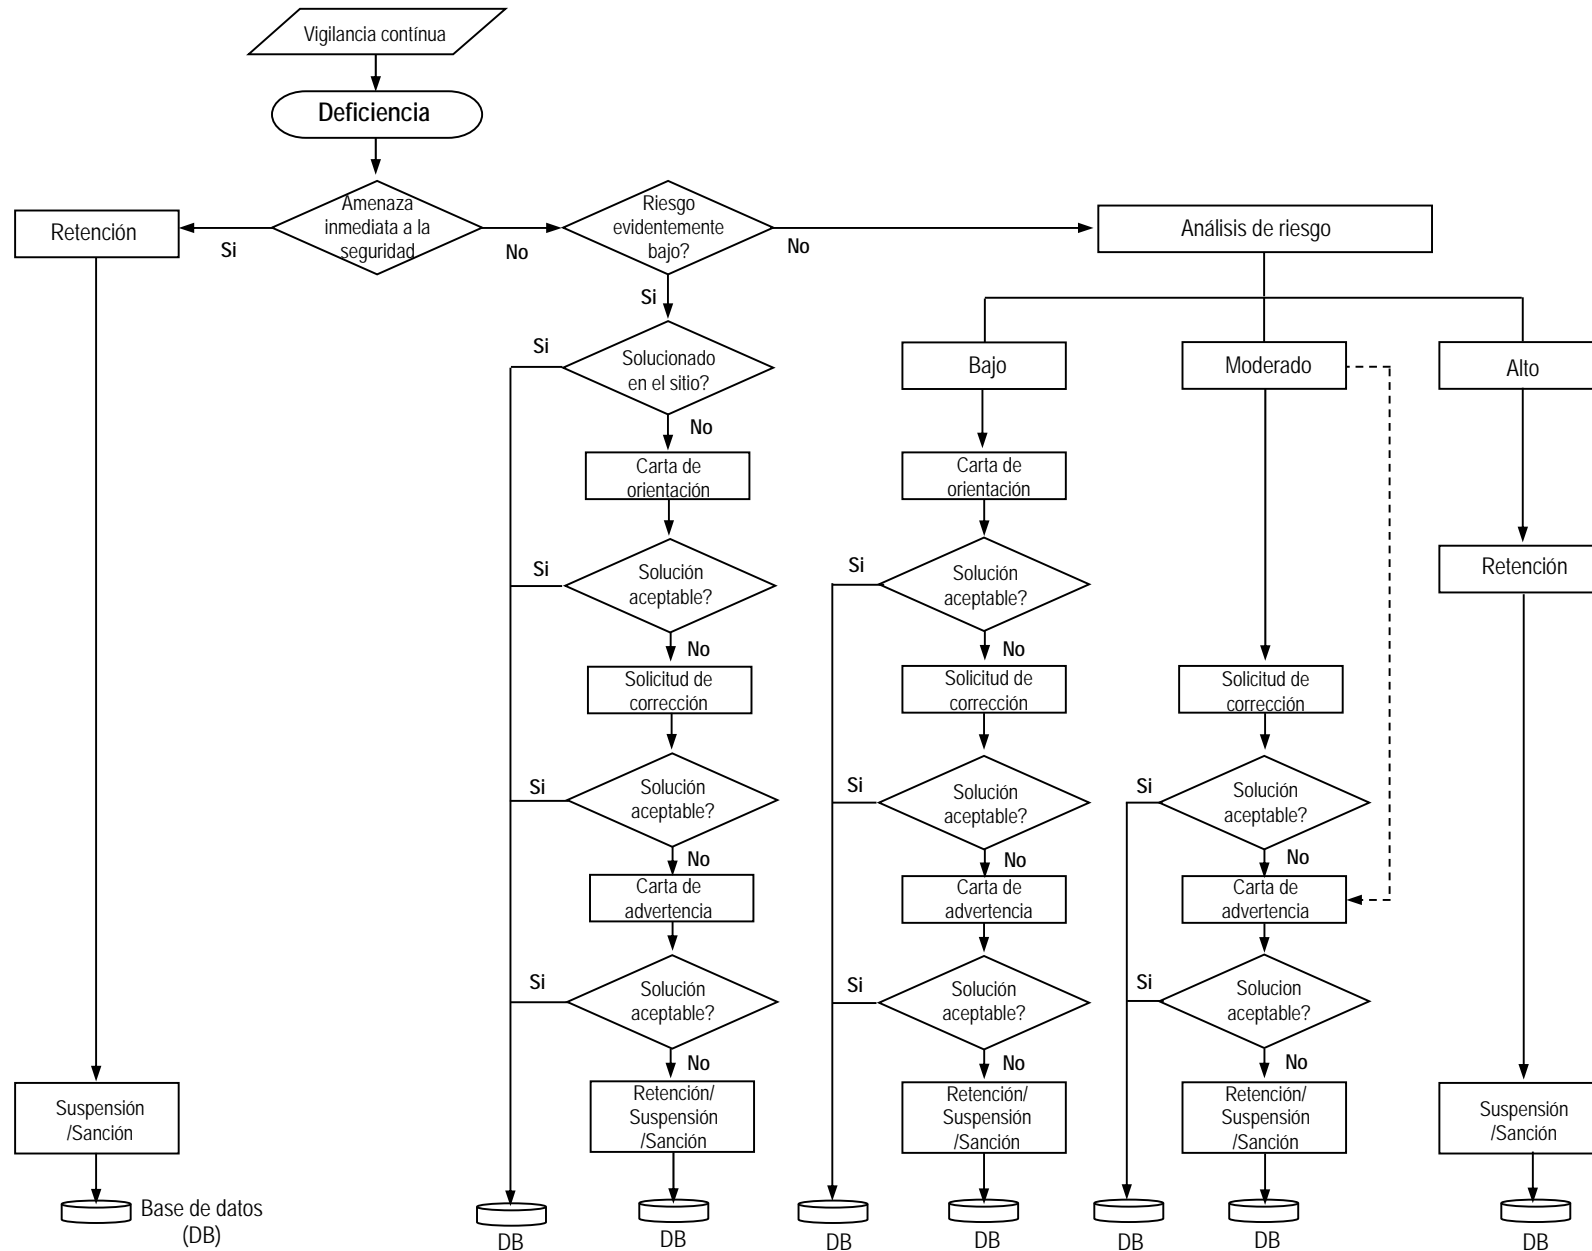 Vigilancia contínua
Deficiencia
Amenaza
inmediata a la
seguridad
Riesgo
evidentemente
bajo?
Retención
Análisis de riesgo
Si
No
No
Si
Si
Solucionado
en el sitio?
Bajo
Moderado
Alto
No
Carta de
orientación
Carta de
orientación
Si
Solución
aceptable?
Si
Solución
aceptable?
Retención
No
No
Solicitud de
corrección
Solicitud de
corrección
Solicitud de
corrección
Si
Solución
aceptable?
Si
Solución
aceptable?
Si
Solución
aceptable?
No
No
No
Carta de
advertencia
Carta de
advertencia
Carta de
advertencia
Si
Solución
aceptable?
Si
Solución
aceptable?
Si
Solucion
aceptable?
No
No
No
Suspensión
/Sanción
Retención/
Suspensión
/Sanción
Retención/
Suspensión
/Sanción
Retención/
Suspensión
/Sanción
Suspensión
/Sanción
Base de datos
(DB)
DB
DB
DB
DB
DB
DB
DB